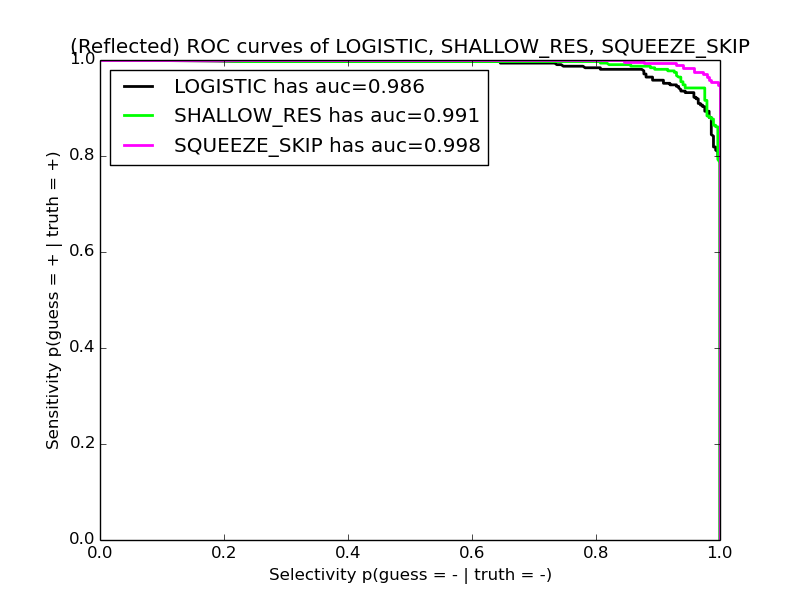 (Reflected) ROC curves of LOGISTIC, SHALLOW_RES, SQUEEZE_SKIP
1.0
LOGISTIC has auc=0.986
SHALLOW_RES has auc=0.991
SQUEEZE_SKIP has auc=0.998
0.8
0.6
0.4
0.2
0.0
Sensitivity p(guess = + | truth = +)
0.0 0.2 0.4 0.6 0.8 1.0
Selectivity p(guess = - | truth = -)